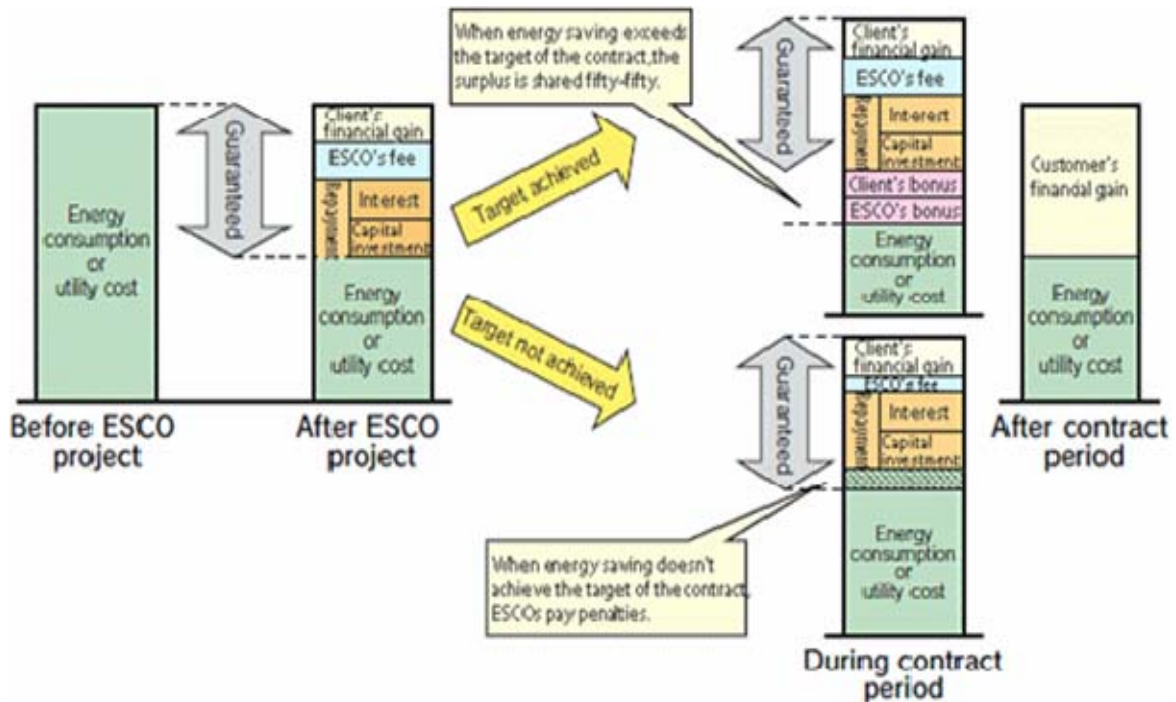 Energy
consumption
or
utility cost
Before ESCO
project
Guaranteed
Client's
financial gain
ESCO's fee
Repayment
Interest
Capital
investment
Energy
consumption
or
utility cost
After ESCO
project
When energy saving exceeds
the target of the contract,the
surplus is shared fifty-fifty.
Target achieved
Target not achieved
When energy saving doesn't
achieve the target of the contract,
ESCOs pay penalties.
Guaranteed
Client's
financial gain
ESCO's fee
Repayment
Interest
Capital
investment
Client's bonus
ESCO's bonus
Energy
consumption
or
utility cost
Guaranteed
Client's
financial gain
ESCO's fee
Repayment
Interest
Capital
investment
Energy
consumption
or
utility cost
During contract
period
Customer's
financial gain
Energy
consumption
or
utility cost
After contract
period